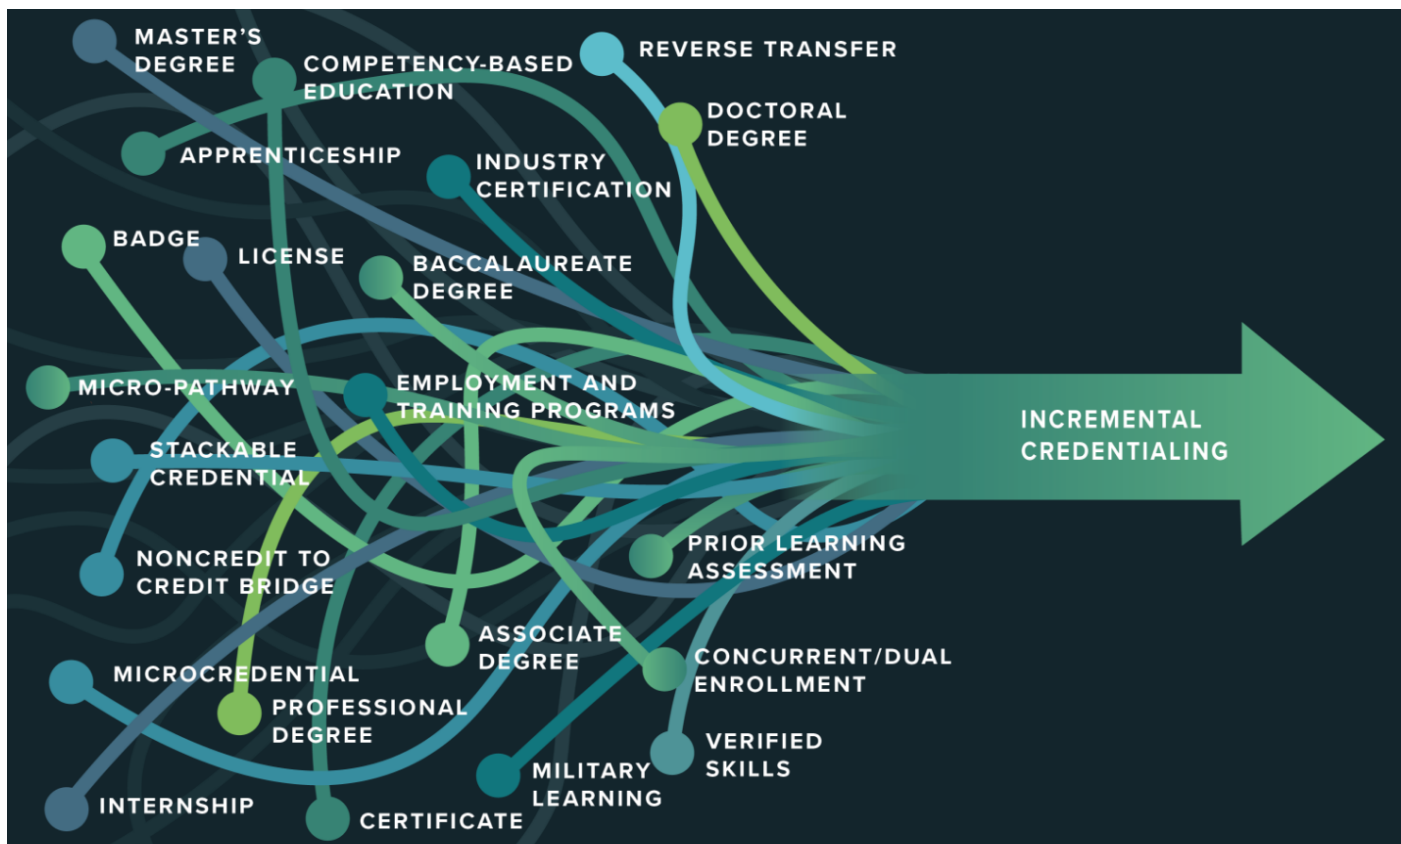 MASTER'S
DEGREE
COMPETENCY-BASED
EDUCATION
REVERSE TRANSFER
DOCTORAL
DEGREE
APPRENTICESHIP
INDUSTRY
CERTIFICATION
BADGE
LICENSE
BACCALAUREATE
DEGREE
MICRO-PATHWAY
EMPLOYMENT AND
TRAINING PROGRAMS
INCREMENTAL
CREDENTIALING
STACKABLE
CREDENTIAL
NONCREDIT TO
CREDIT BRIDGE
PRIOR LEARNING
ASSESSMENT
ASSOCIATE
DEGREE
CONCURRENT/DUAL
ENROLLMENT
MICROCREDENTIAL
PROFESSIONAL
DEGREE
VERIFIED
SKILLS
MILITARY
LEARNING
INTERNSHIP
CERTIFICATE